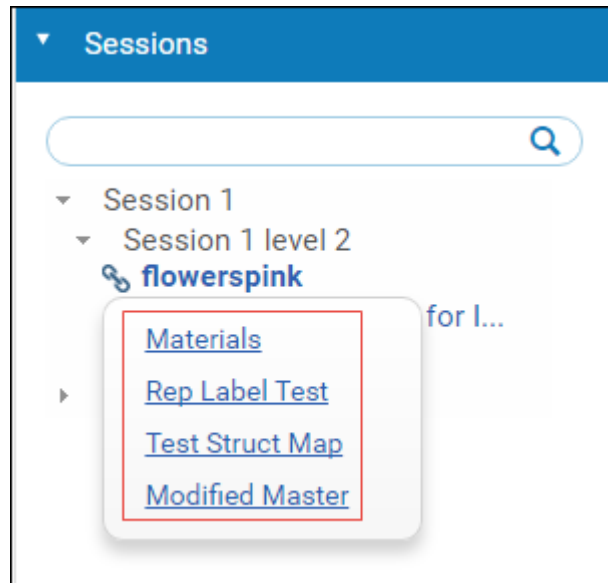 Sessions
Session 1
Session 1 level 2
flowerspink
for I...
Materials
Rep Label Test
Test Struct Map
Modified Master